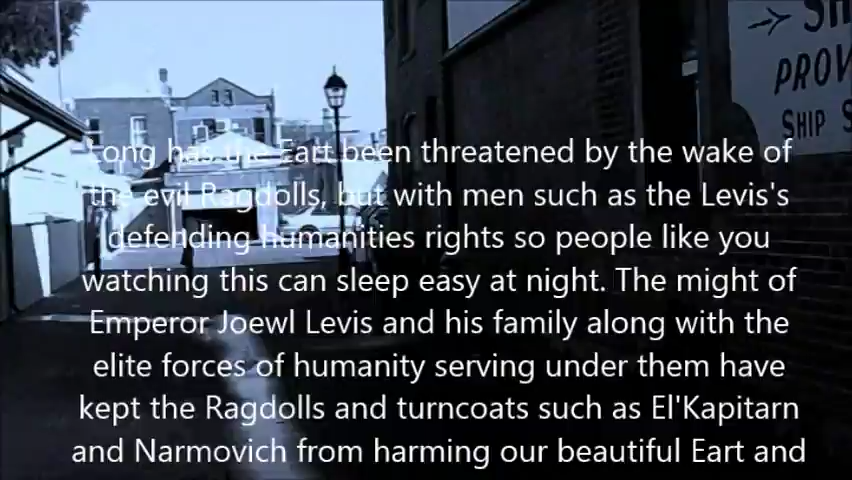 Long has the Eart been threatened by the wake of
the evil Ragdolls, but with men such as the Levis's
defending humanities rights so people like you
watching this can sleep easy at night. The might of
Emperor Joewl Levis and his family along with the
elite forces of humanity serving under them have
kept the Ragdolls and turncoats such as El'Kapitarn
and Narmovich from harming our beautiful Eart and
SHIP